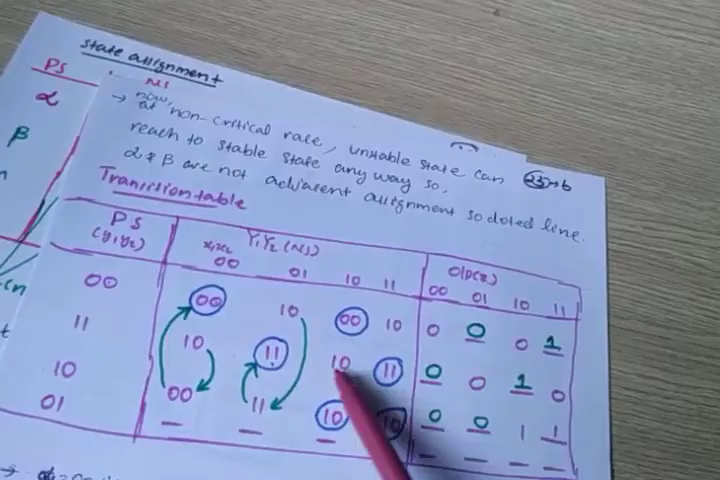 State assignment
PS
NS
α
β
→ now,
at non-critical race, unstable state can
reach to stable state any way so, 23→b
α & β are not adjacent assignment so doted line.
Tranictiontable
PS Y₁Y₂ (NS) O/P(Z)
(y₁y₂) x₁x₂
00 01 10 11 00 01 10 11
00 00 10 00 10 0 0 0 1
11 10 11 10 11 0 0 1 0
10 00 11 10 10 0 0 1 1
01 — — — — — — —